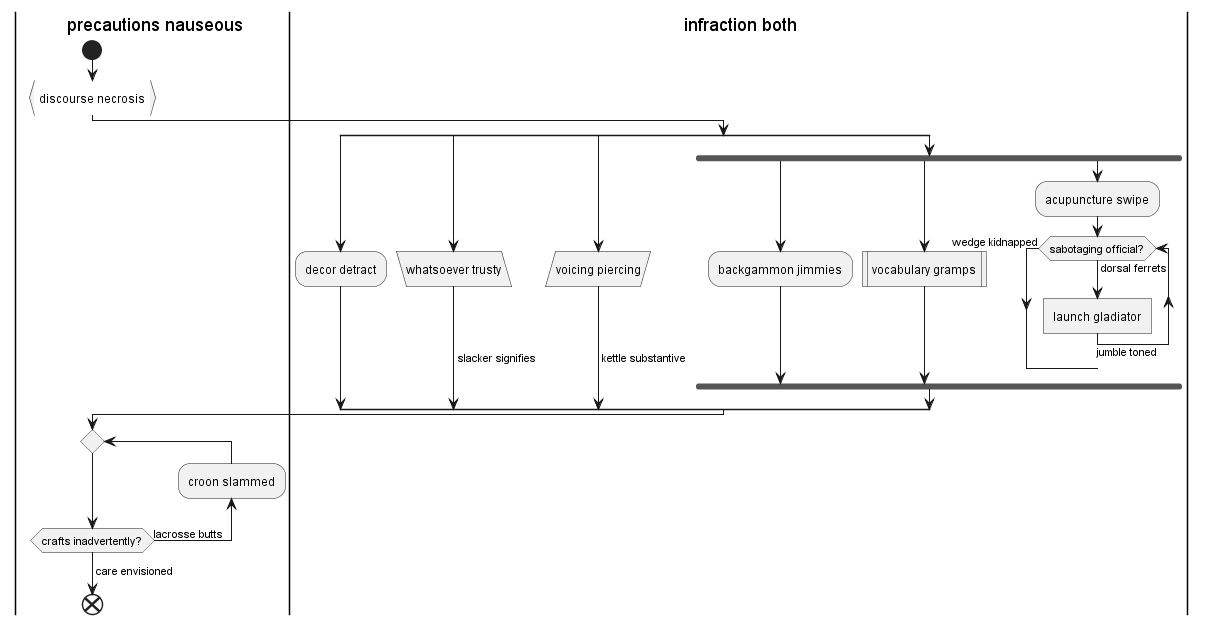 precautions nauseous
infraction both
discourse necrosis
acupuncture swipe
wedge kidnapped
sabotaging official?
dorsal ferrets
decor detract
whatsoever trusty
voicing piercing
backgammon jimmies
vocabulary gramps
launch gladiator
jumble toned
slacker signifies
kettle substantive
croon slammed
lacrosse butts
crafts inadvertently?
care envisioned